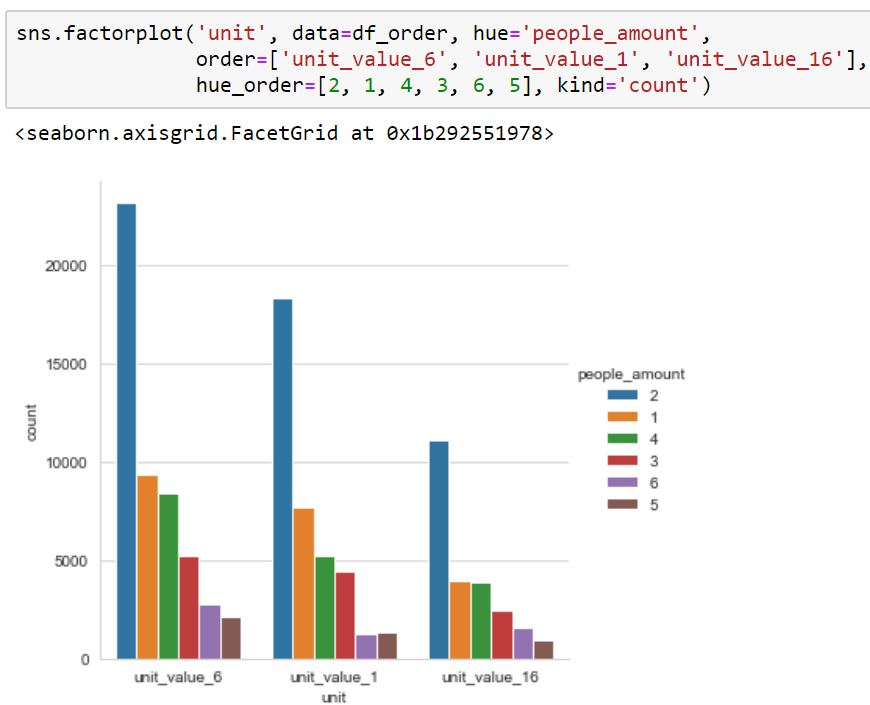 sns.factorplot('unit', data=df_order, hue='people_amount',
order=['unit_value_6', 'unit_value_1', 'unit_value_16'],
hue_order=[2, 1, 4, 3, 6, 5], kind='count')
<seaborn.axisgrid.FacetGrid at 0x1b292551978>
20000
15000
10000
5000
0
count
unit_value_6 unit_value_1 unit_value_16
unit
people_amount
2
1
4
3
6
5